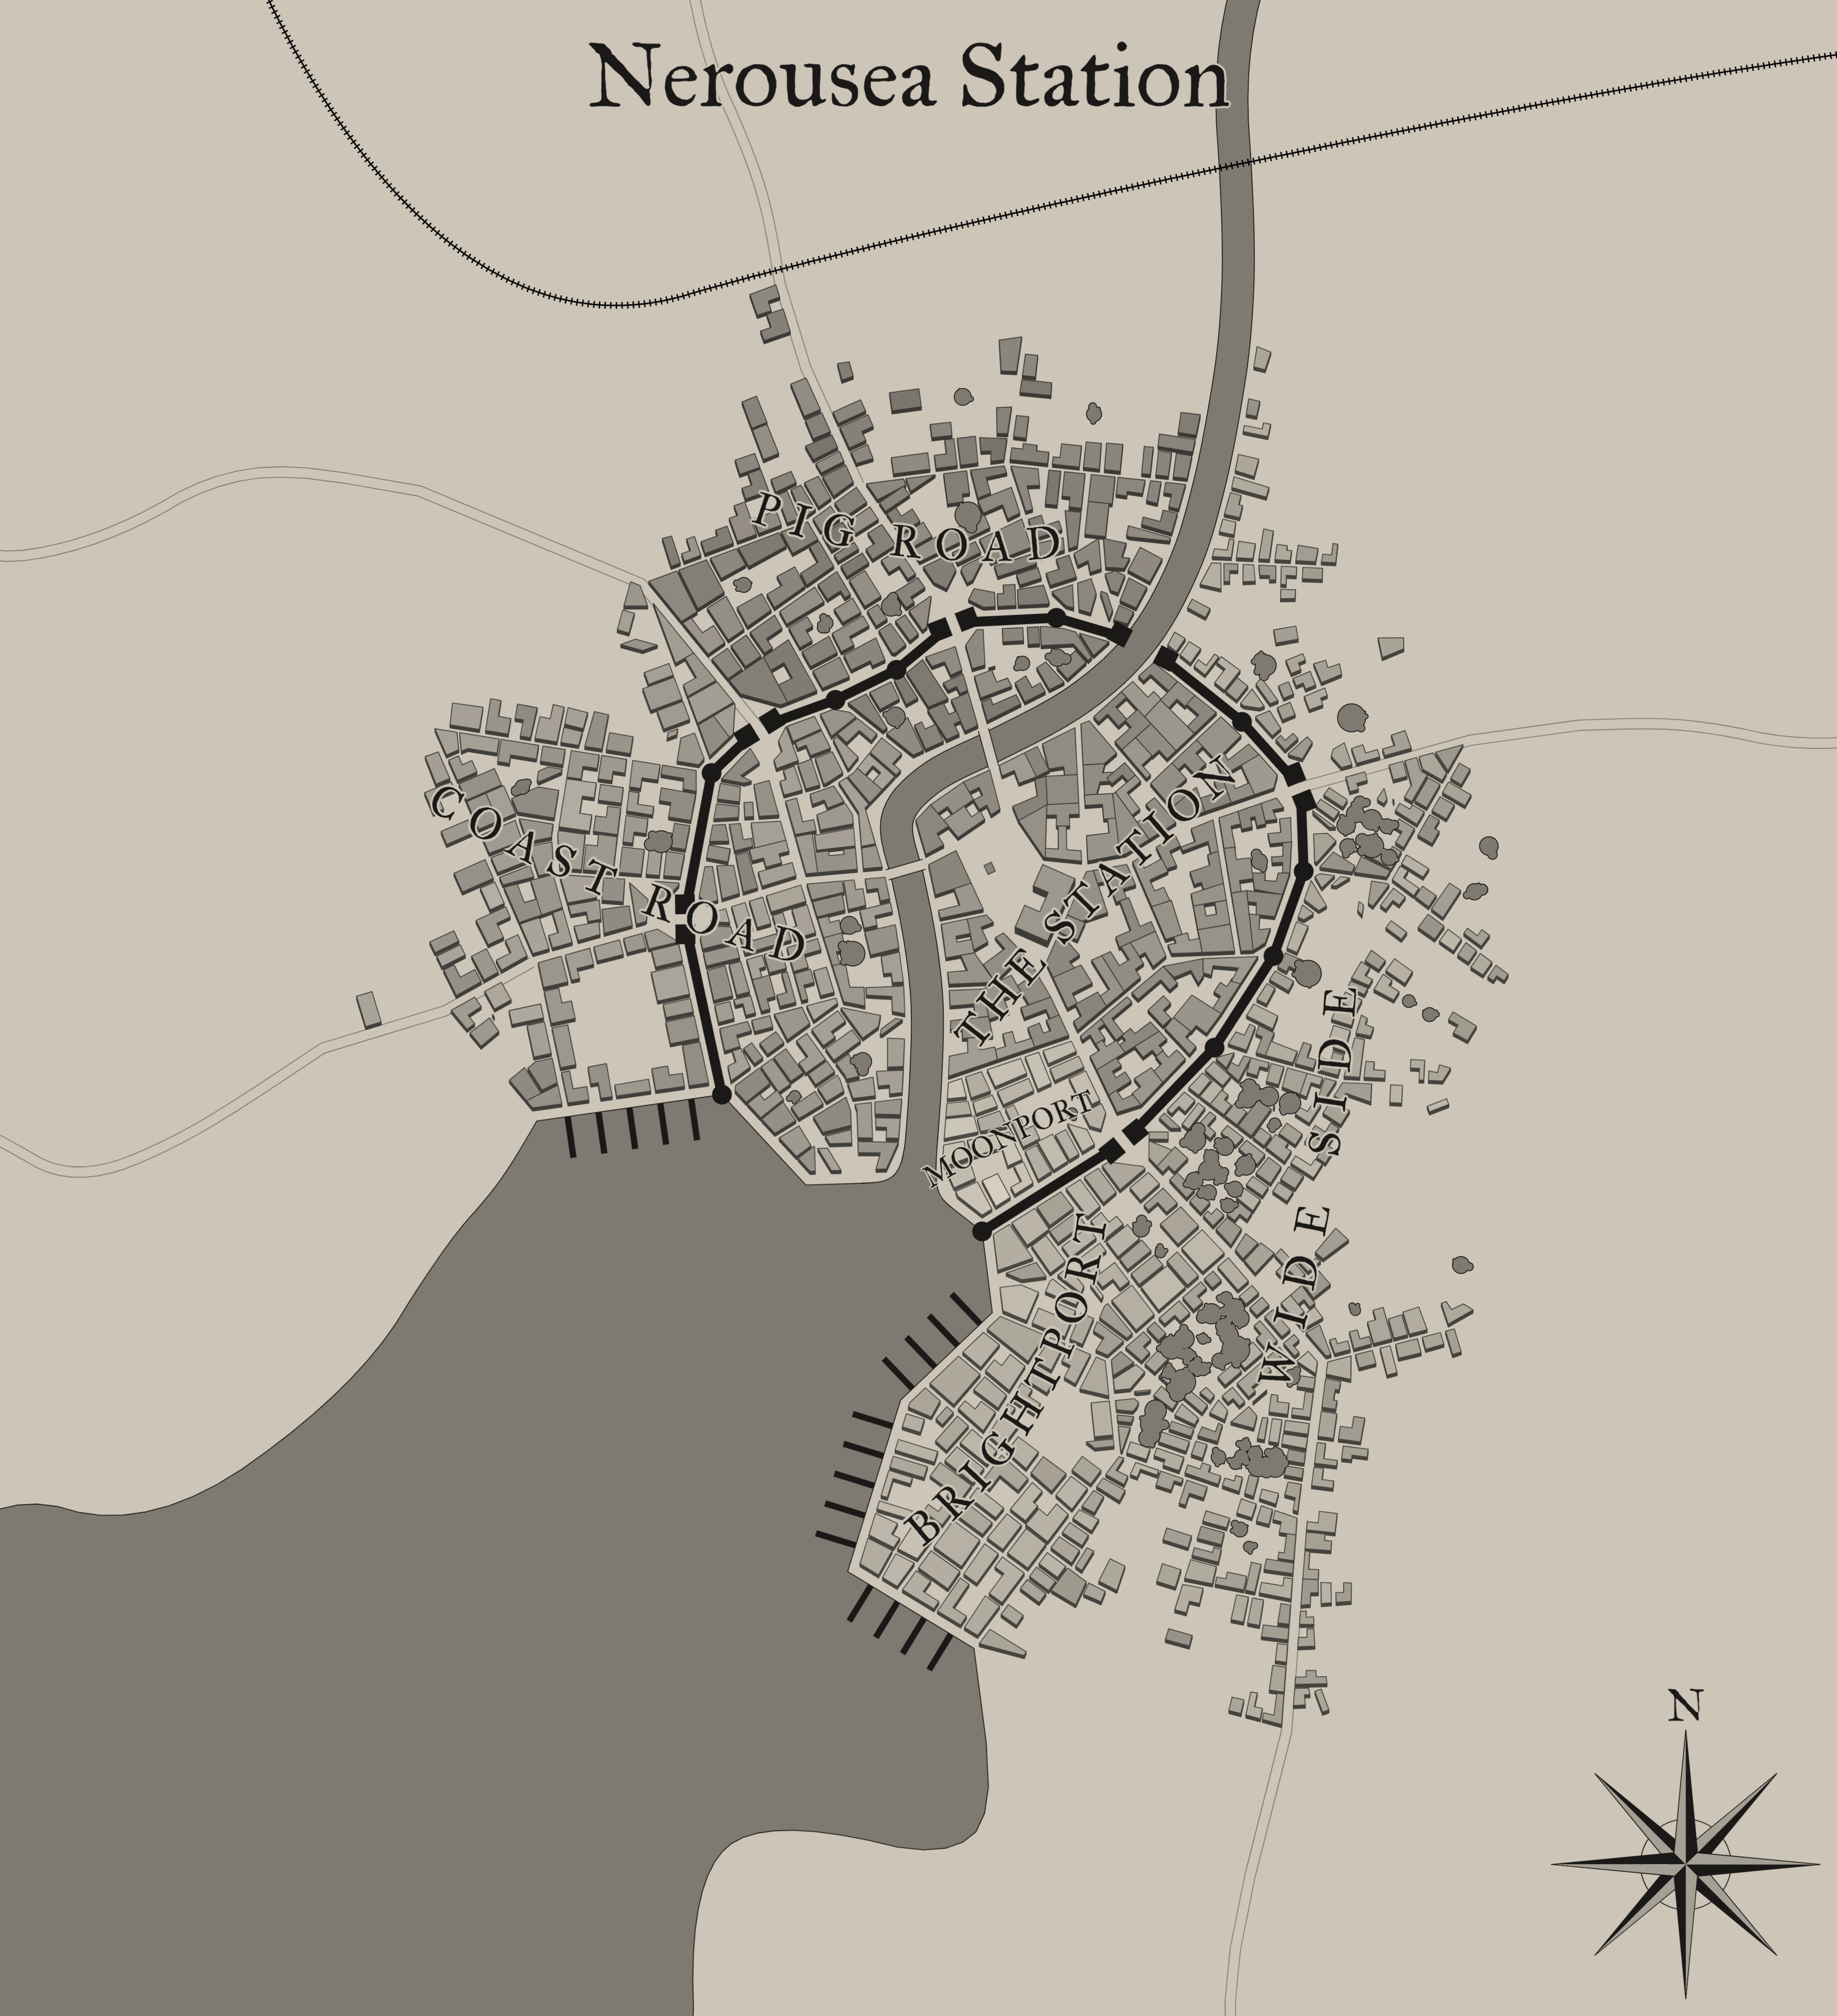 Nerousea Station
PIG ROAD
COAST ROAD
THE STATION
MOONPORT
WIDE SIDE
BRIGHTPORT
N